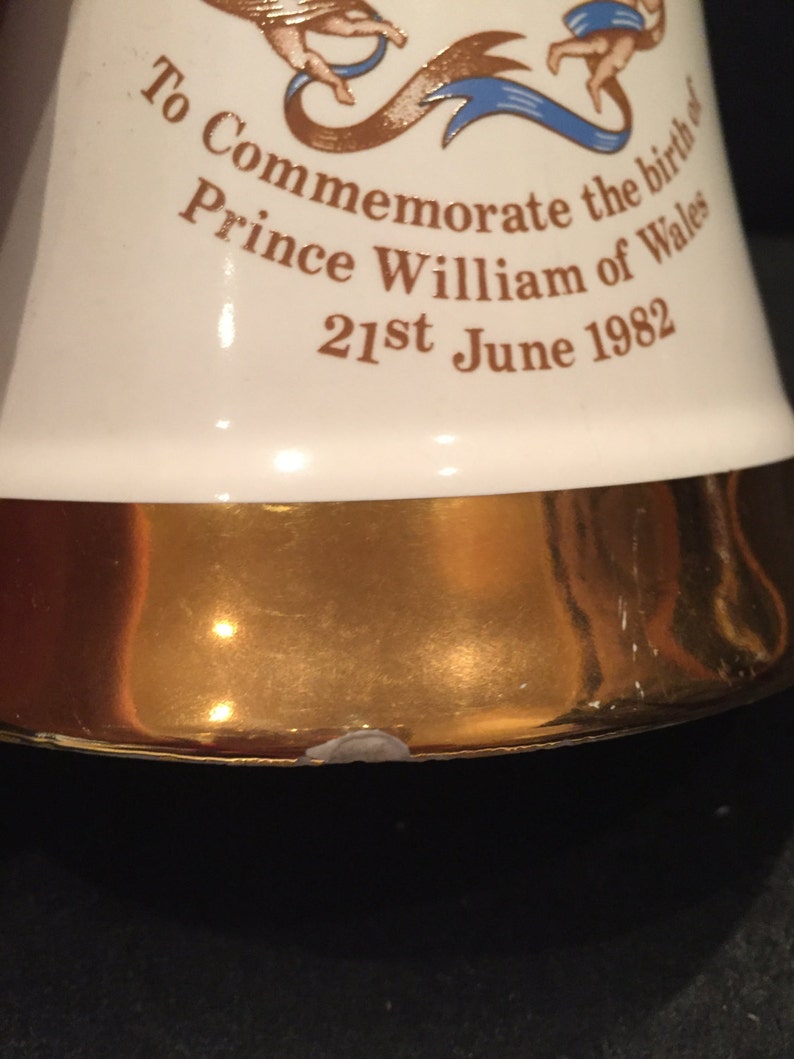 To Commemorate the birth of
Prince William of Wales
21st June 1982